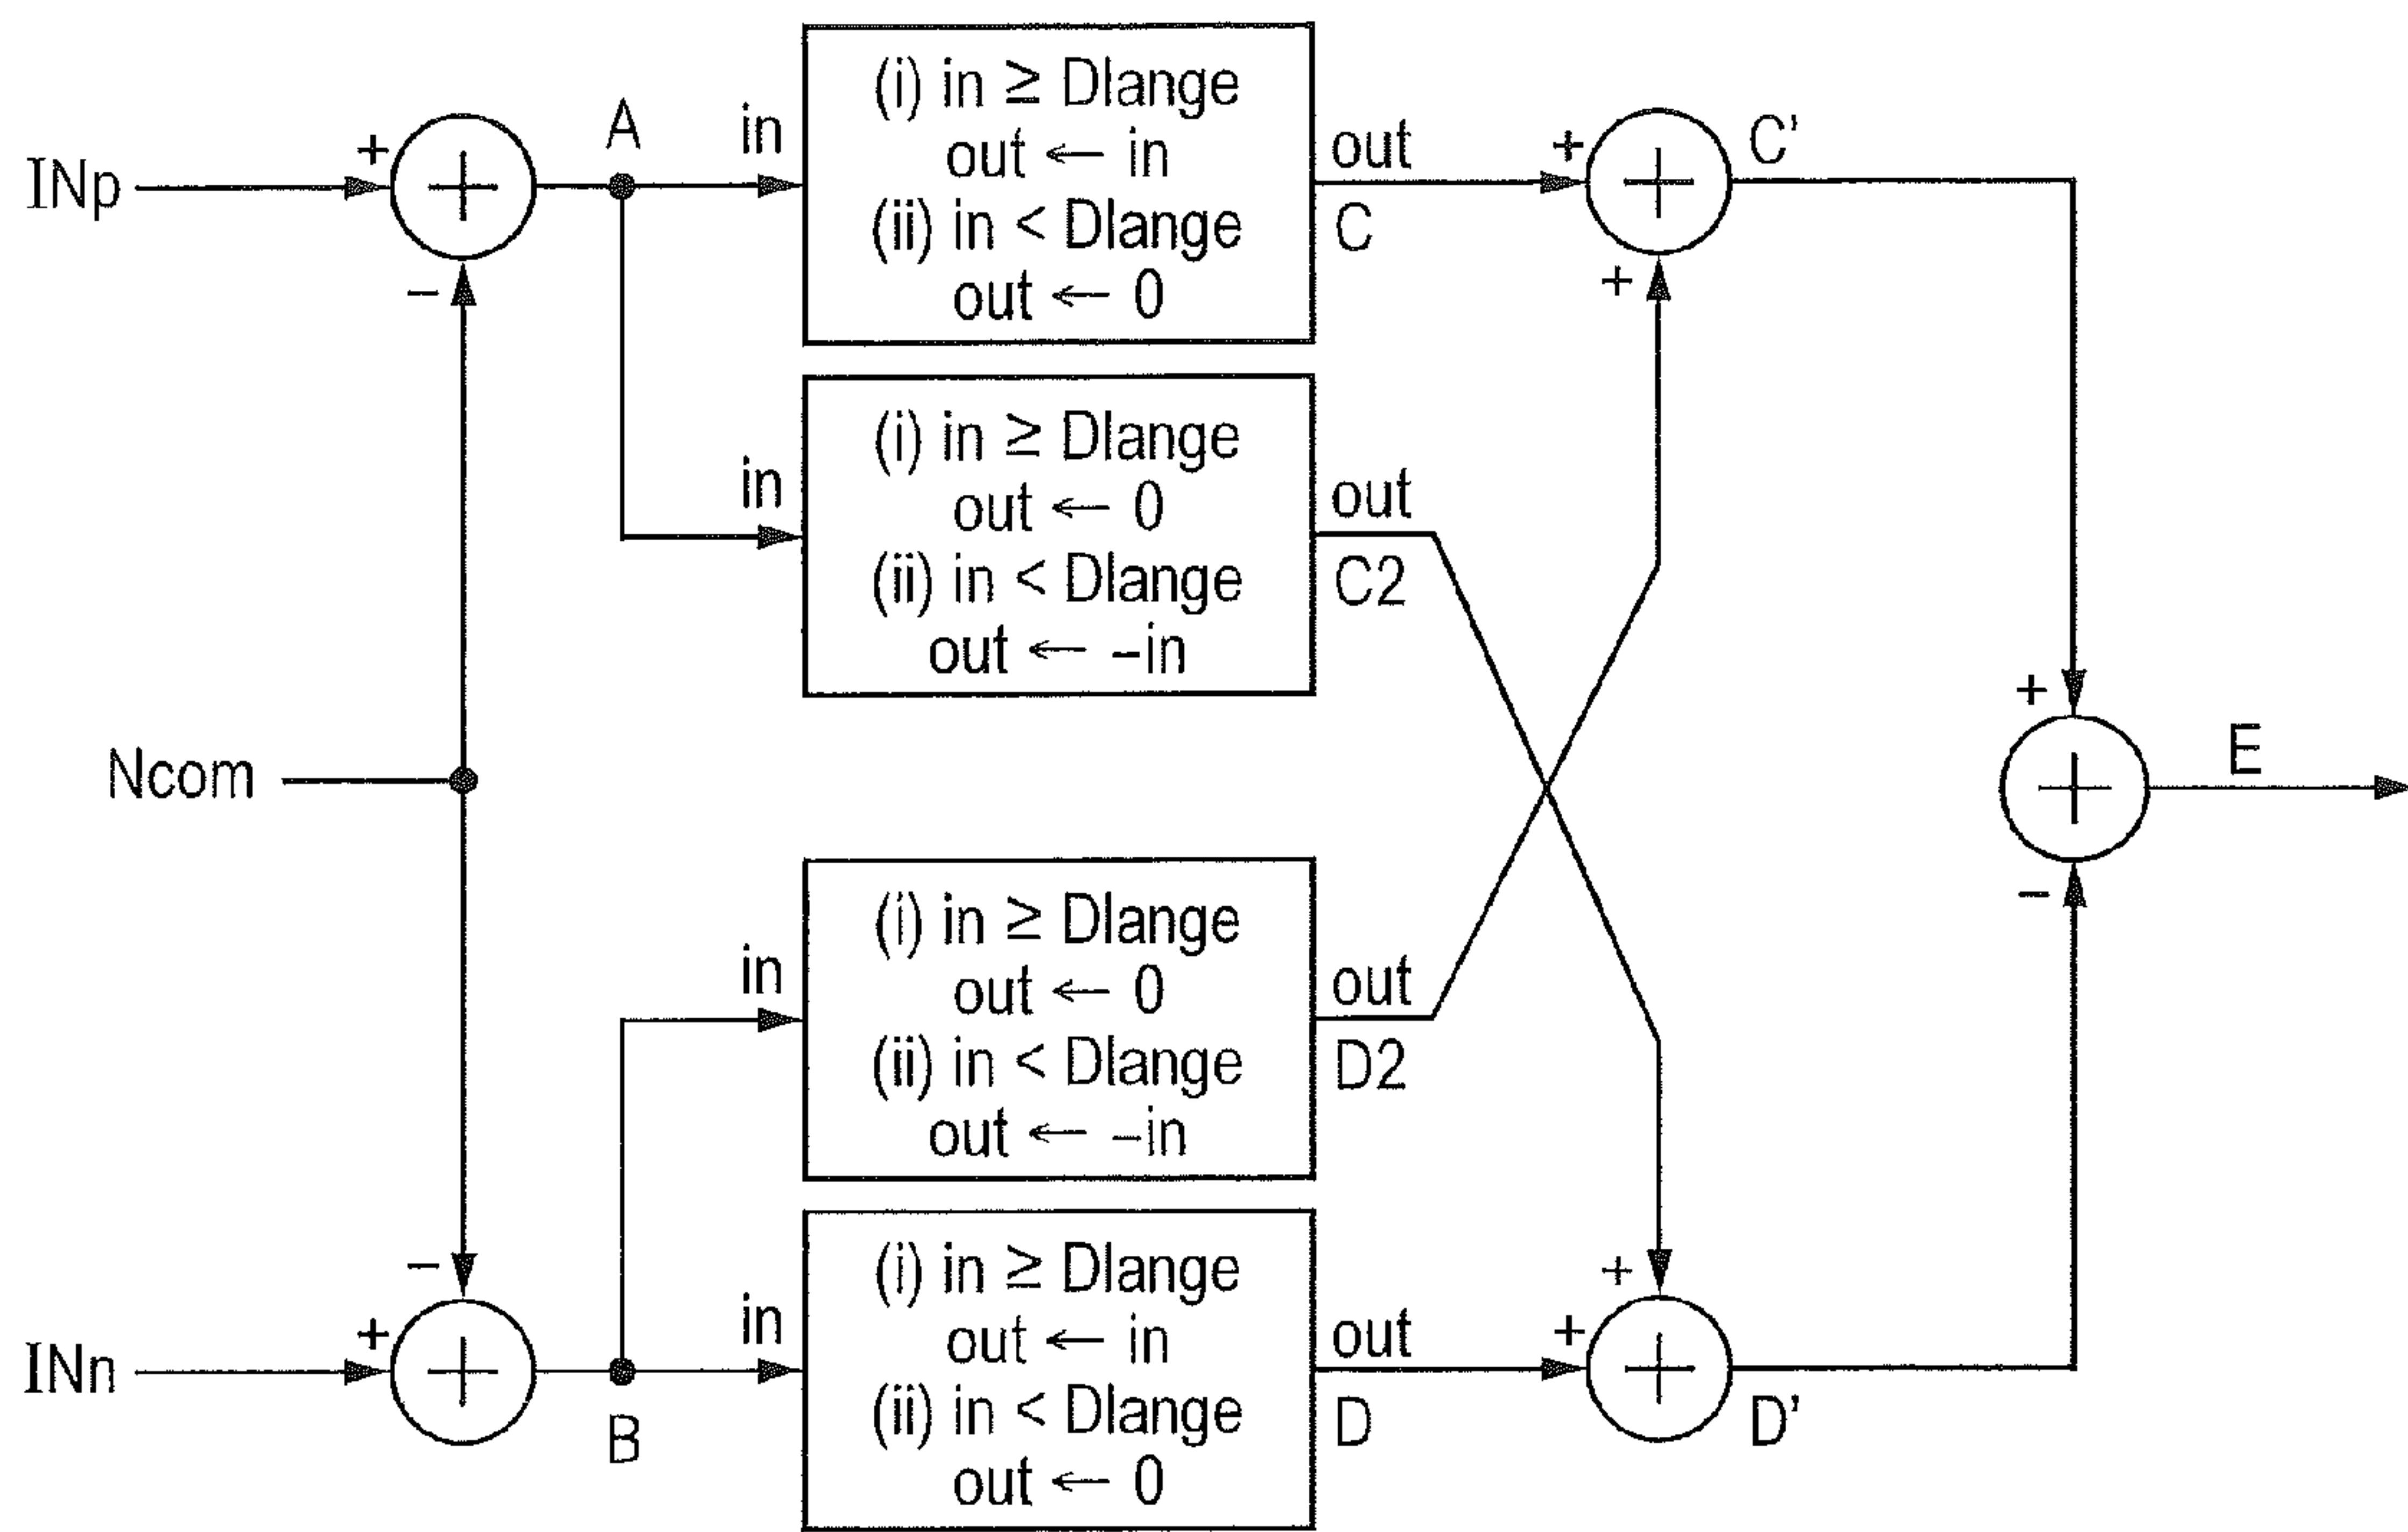 INp
+
−
A
in
(i) in ≥ Dlange
out ← in
(ii) in < Dlange
out ← 0
out
C
+
+
C'
in
(i) in ≥ Dlange
out ← 0
(ii) in < Dlange
out ← –in
out
C2
Ncom
+
−
E
in
(i) in ≥ Dlange
out ← 0
(ii) in < Dlange
out ← –in
out
D2
INn
−
+
B
in
(i) in ≥ Dlange
out ← in
(ii) in < Dlange
out ← 0
out
D
+
+
D'